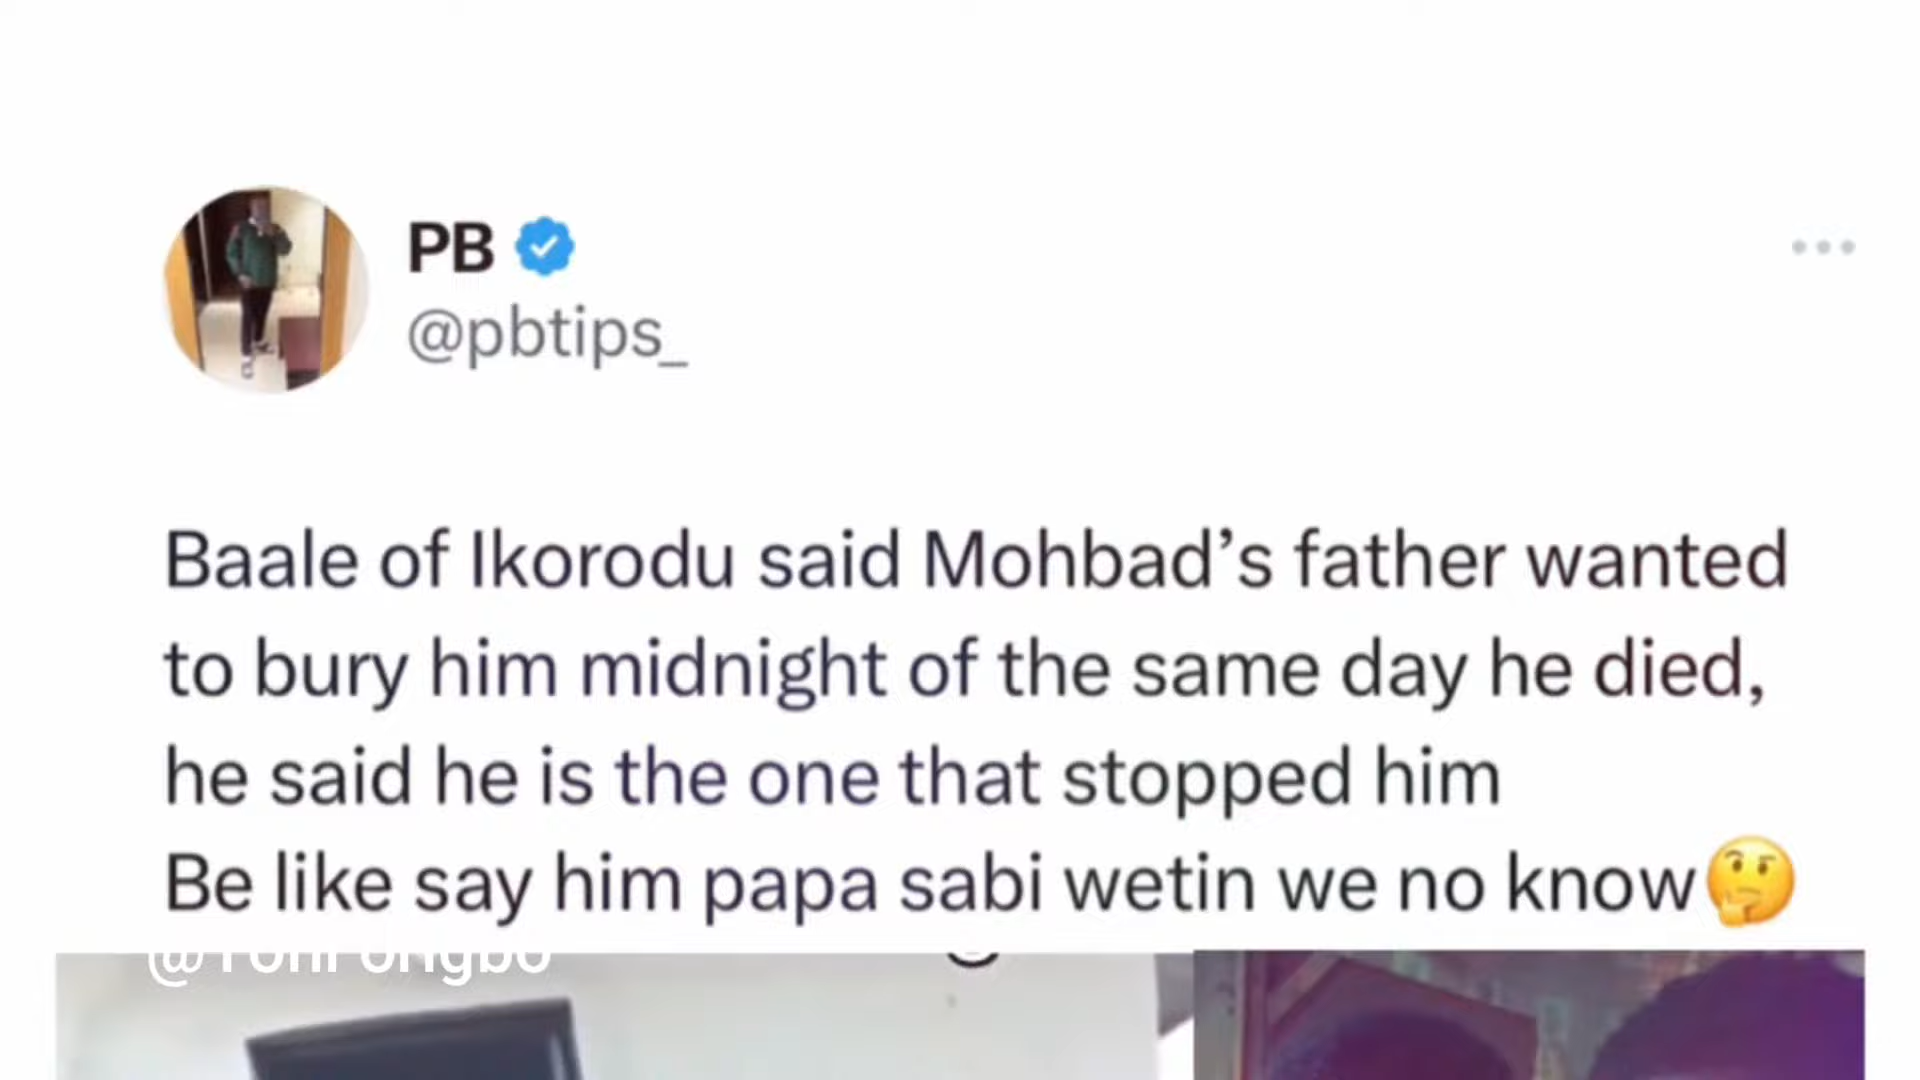 PB
@pbtips_
Baale of Ikorodu said Mohbad’s father wanted
to bury him midnight of the same day he died,
he said he is the one that stopped him
Be like say him papa sabi wetin we no know🤔